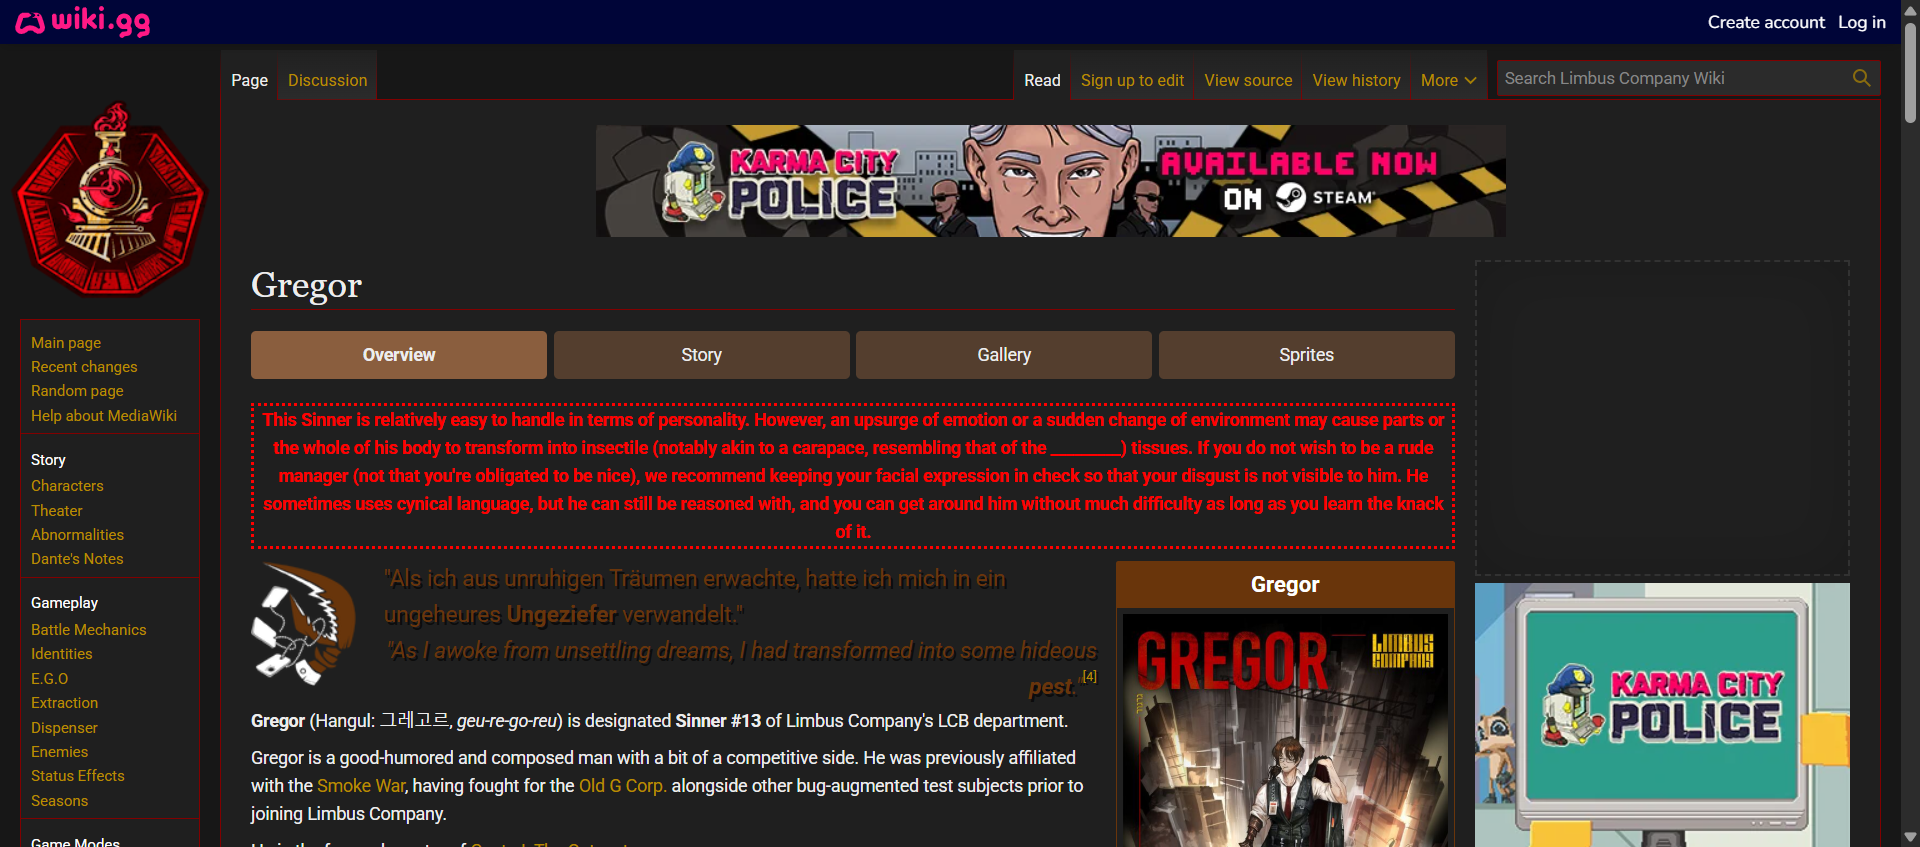 wiki.gg
Create account Log in
Page Discussion Read Sign up to edit View source View history More Search Limbus Company Wiki
KARMA CITY POLICE
AVAILABLE NOW
ON STEAM
Gregor
Overview Story Gallery Sprites
Main page
Recent changes
Random page
Help about MediaWiki
Story
Characters
Theater
Abnormalities
Dante's Notes
Gameplay
Battle Mechanics
Identities
E.G.O
Extraction
Dispenser
Enemies
Status Effects
Seasons
Game Modes
This Sinner is relatively easy to handle in terms of personality. However, an upsurge of emotion or a sudden change of environment may cause parts or
the whole of his body to transform into insectile (notably akin to a carapace, resembling that of the ________) tissues. If you do not wish to be a rude
manager (not that you're obligated to be nice), we recommend keeping your facial expression in check so that your disgust is not visible to him. He
sometimes uses cynical language, but he can still be reasoned with, and you can get around him without much difficulty as long as you learn the knack
of it.
"Als ich aus unruhigen Träumen erwachte, hatte ich mich in ein
ungeheures Ungeziefer verwandelt."
"As I awoke from unsettling dreams, I had transformed into some hideous
pest."[4]
Gregor (Hangul: 그레고르, geu-re-go-reu) is designated Sinner #13 of Limbus Company's LCB department.
Gregor is a good-humored and composed man with a bit of a competitive side. He was previously affiliated
with the Smoke War, having fought for the Old G Corp. alongside other bug-augmented test subjects prior to
joining Limbus Company.
Gregor
GREGOR
LIMBUS
COMPANY
KARMA CITY
POLICE